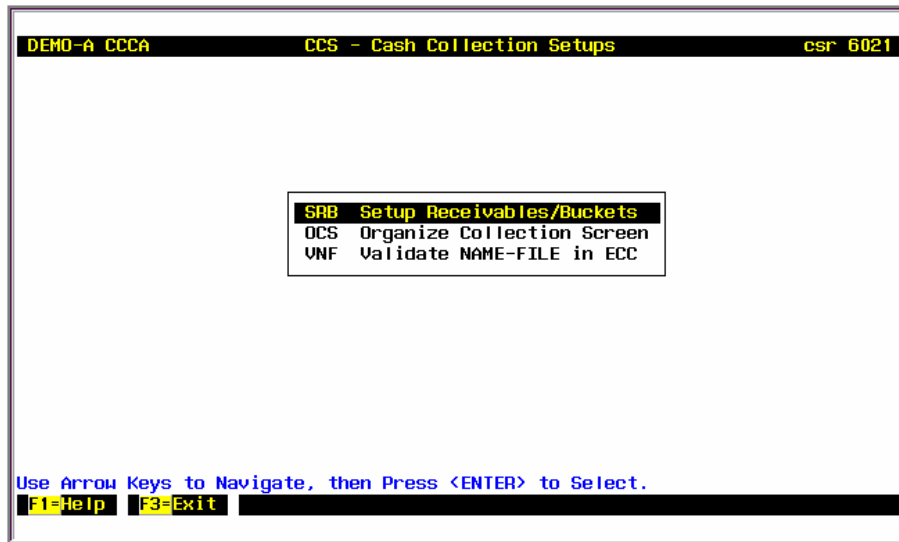 DEMO-A CCCA CCS - Cash Collection Setups csr 6021
SRB Setup Receivables/Buckets
OCS Organize Collection Screen
VNF Validate NAME-FILE in ECC
Use Arrow Keys to Navigate, then Press <ENTER> to Select.
F1=Help F3=Exit